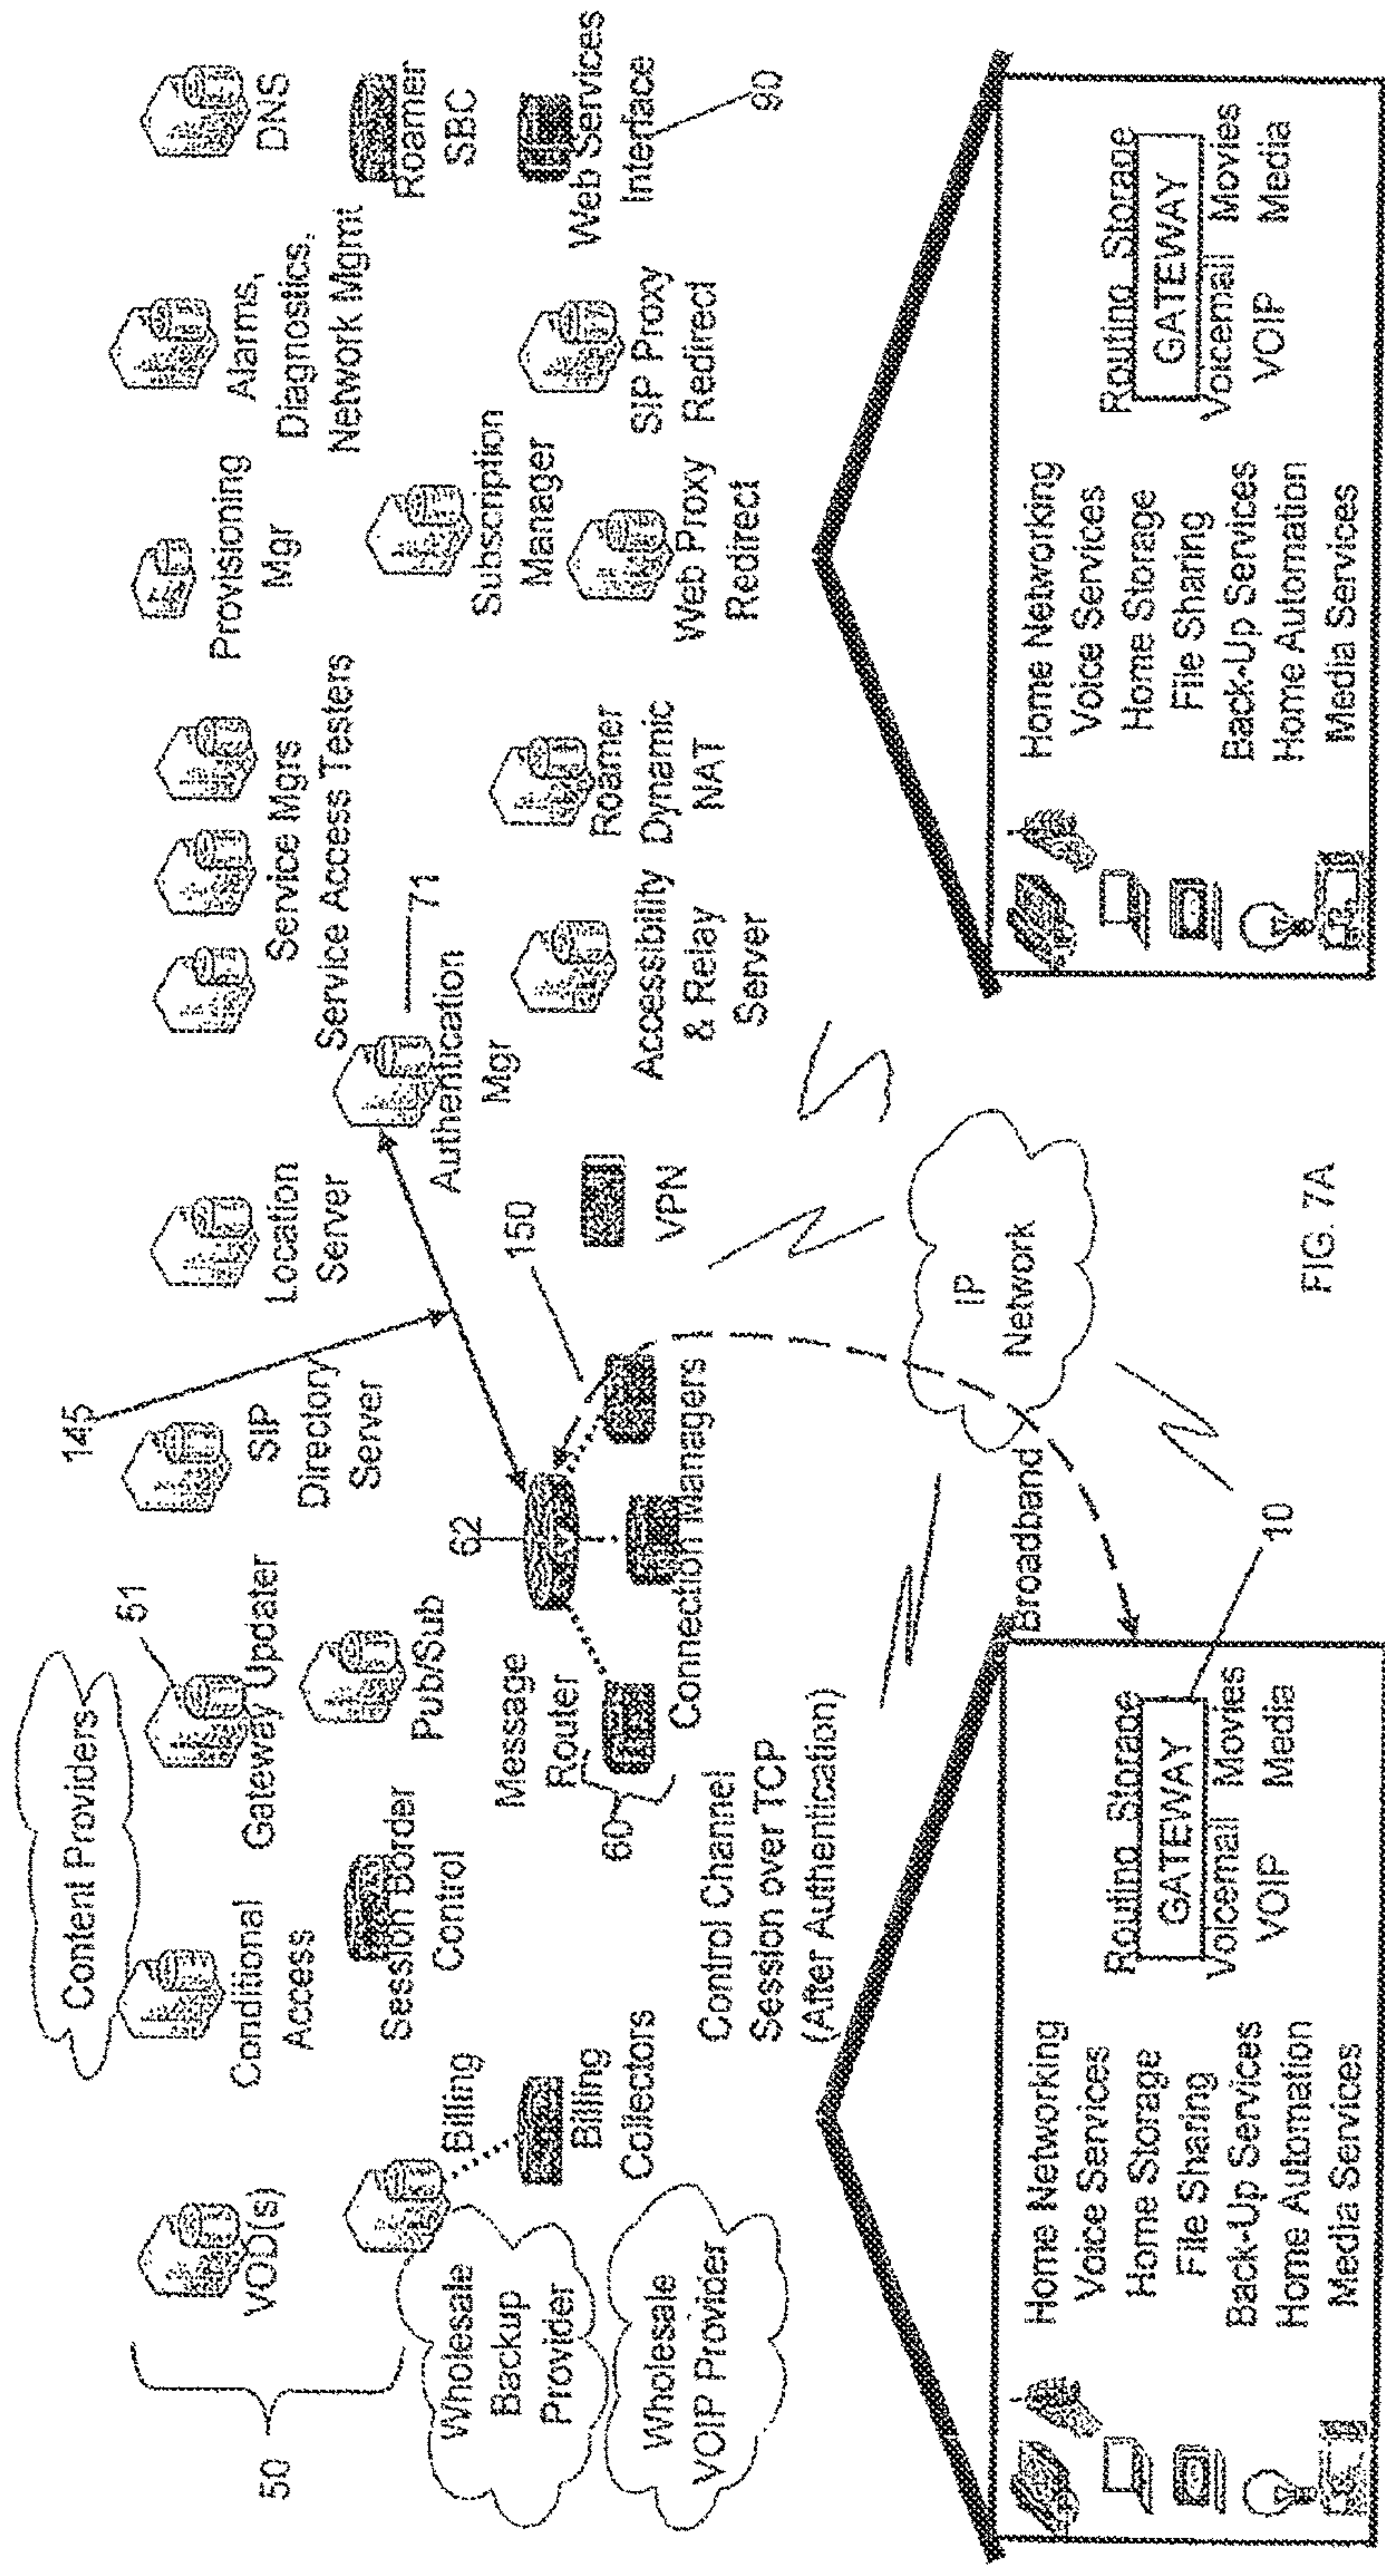 Content Providers
50
VOD(s)
Conditional
Access
51
Gateway Updater
145
SIP
Directory
Server
Location
Server
Service Mgrs
Service Access Testers
Provisioning
Mgr
Alarms,
Diagnostics,
Network Mgmt
DNS
Billing
Session Border
Control
Pub/Sub
Authentication
Mgr
71
Subscription
Manager
Roamer
SBC
Wholesale
Backup
Provider
Billing
Collectors
Message
Router
62
60
Connection Managers
150
VPN
Accessibility
& Relay
Server
Roamer
Dynamic
NAT
Web Proxy
Redirect
SIP Proxy
Redirect
Web Services
Interface
90
Wholesale
VOIP Provider
Control Channel
Session over TCP
(After Authentication)
IP
Network
Broadband
Home Networking
Voice Services
Home Storage
File Sharing
Back-Up Services
Home Automation
Media Services
Routing Storage
GATEWAY
Voicemail Movies
VOIP Media
10
Home Networking
Voice Services
Home Storage
File Sharing
Back-Up Services
Home Automation
Media Services
Routing Storage
GATEWAY
Voicemail Movies
VOIP Media
FIG. 7A